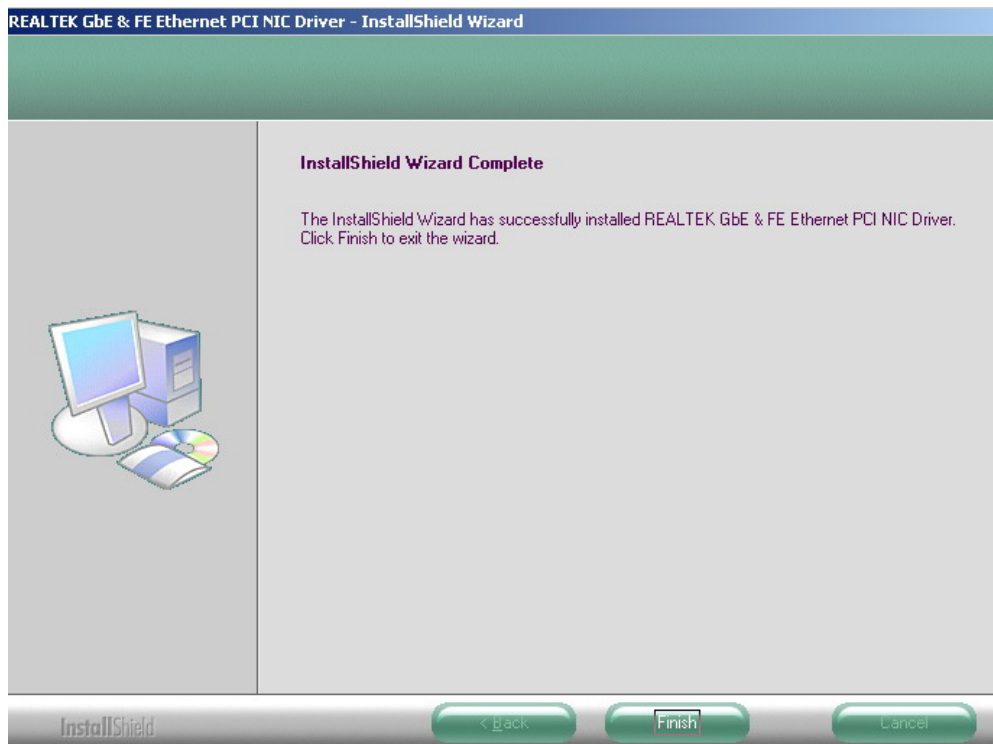 REALTEK GbE & FE Ethernet PCI NIC Driver - InstallShield Wizard
InstallShield Wizard Complete
The InstallShield Wizard has successfully installed REALTEK GbE & FE Ethernet PCI NIC Driver.
Click Finish to exit the wizard.
InstallShield
< Back
Finish
Cancel